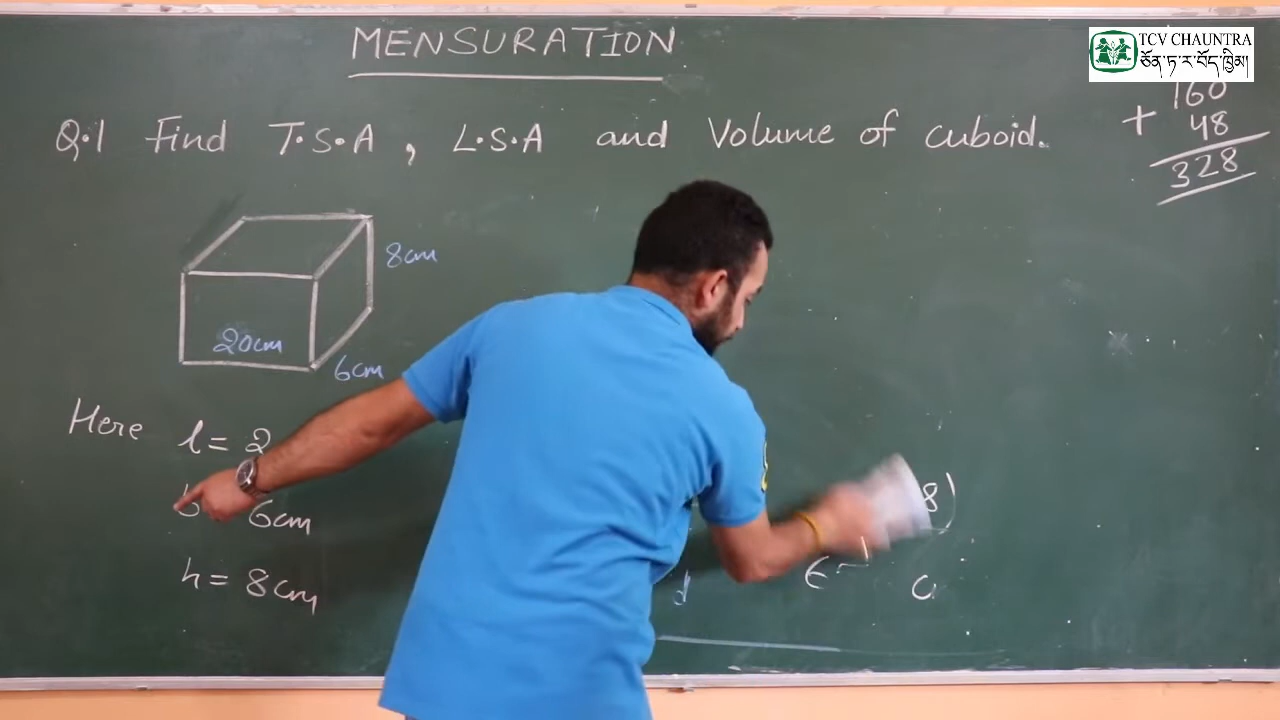 MENSURATION
TCV CHAUNTRA
ཆོན་ཏ་ར་བོད་ཁྱིམ།
160
+ 48
328
Q.1 Find T.S.A, L.S.A and Volume of cuboid.
8cm
20cm
6cm
Here l = 2
6cm
8)
h = 8cm